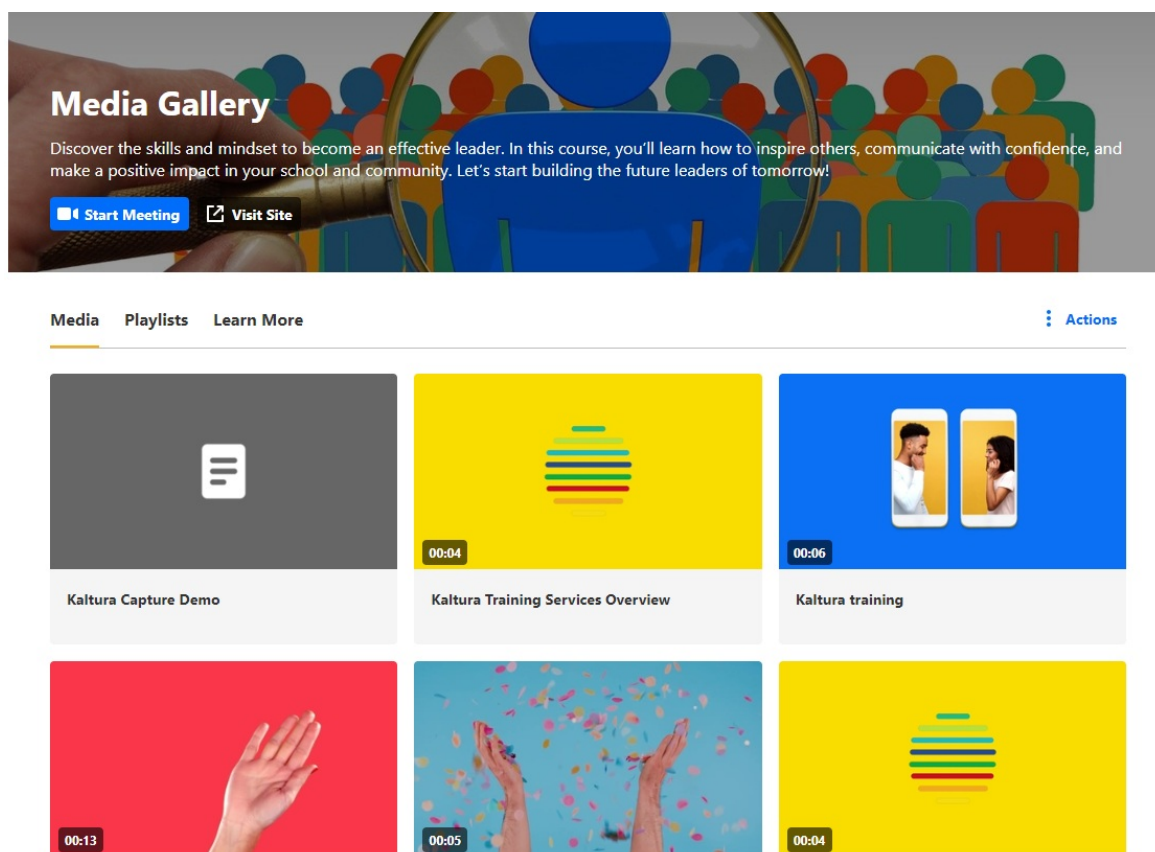 Media Gallery
Discover the skills and mindset to become an effective leader. In this course, you’ll learn how to inspire others, communicate with confidence, and
make a positive impact in your school and community. Let’s start building the future leaders of tomorrow!
Start Meeting Visit Site
Media Playlists Learn More Actions
00:04 00:06
Kaltura Capture Demo Kaltura Training Services Overview Kaltura training
00:13 00:05 00:04